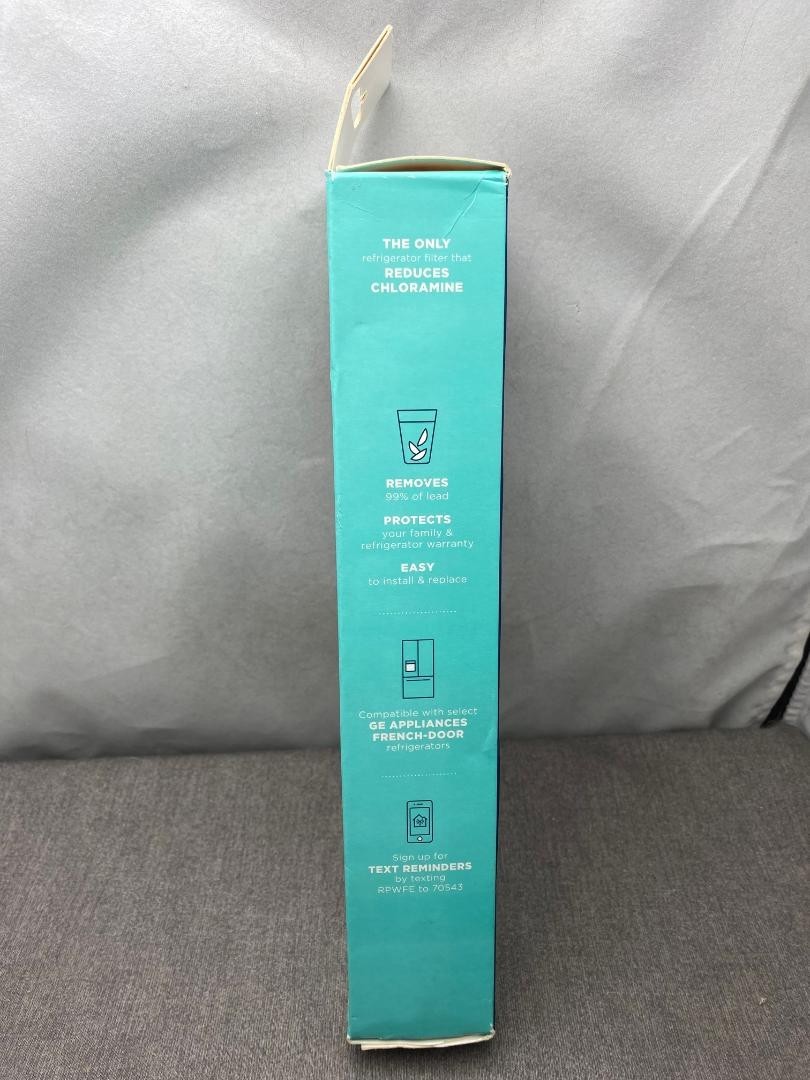 THE ONLY
refrigerator filter that
REDUCES
CHLORAMINE
REMOVES
99% of lead
PROTECTS
your family &
refrigerator warranty
EASY
to install & replace
Compatible with select
GE APPLIANCES
FRENCH-DOOR
refrigerators
Sign up for
TEXT REMINDERS
by texting
RPWFE to 70543